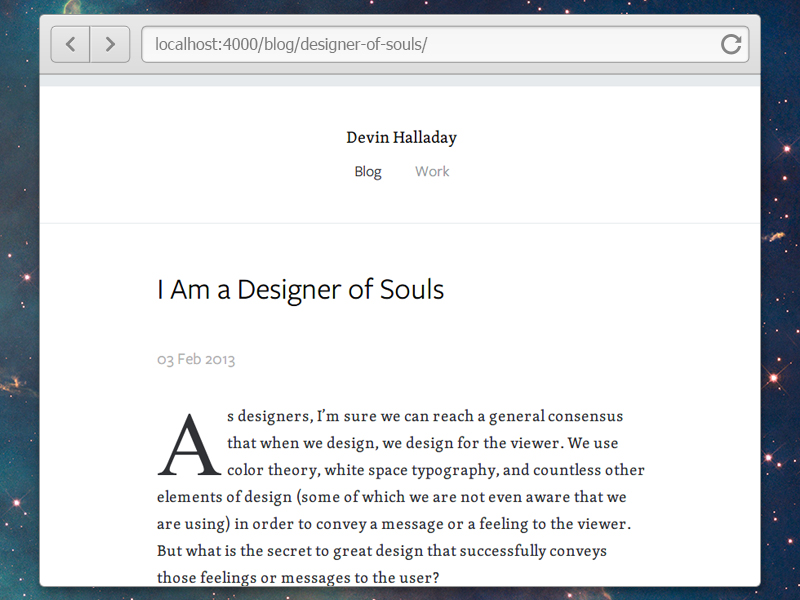 localhost:4000/blog/designer-of-souls/
Devin Halladay
Blog Work
I Am a Designer of Souls
03 Feb 2013
As designers, I'm sure we can reach a general consensus
that when we design, we design for the viewer. We use
color theory, white space typography, and countless other
elements of design (some of which we are not even aware that we
are using) in order to convey a message or a feeling to the viewer.
But what is the secret to great design that successfully conveys
those feelings or messages to the user?